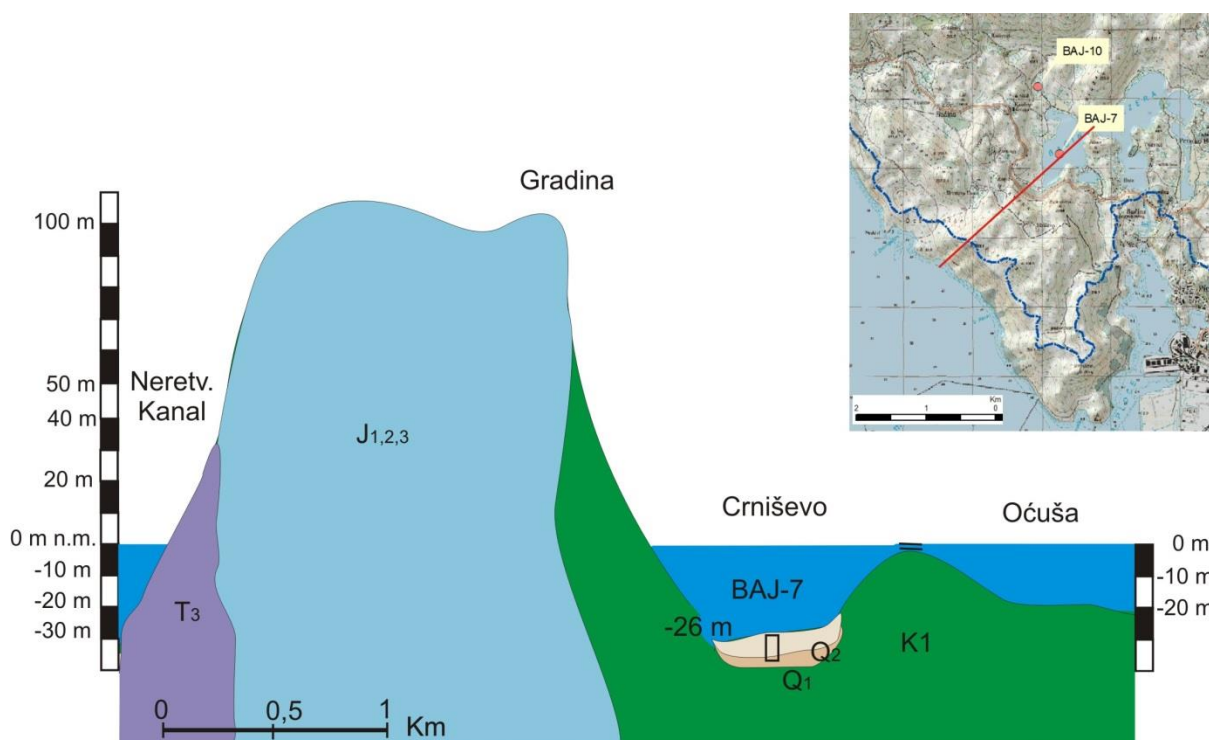 BAJ-10
BAJ-7
Km
2 1 0
Gradina
100 m
50 m
40 m
20 m
0 m n.m.
-10 m
-20 m
-30 m
Neretv.
Kanal
J1,2,3
T3
0 0,5 1
Km
Crniševo
Oćuša
BAJ-7
-26 m
Q2
Q1
K1
0 m
-10 m
-20 m